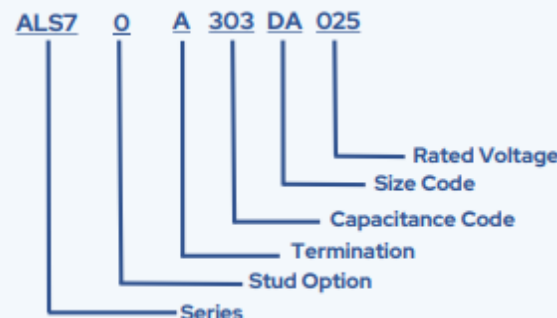 ALS7 0 A 303 DA 025
Rated Voltage
Size Code
Capacitance Code
Termination
Stud Option
Series